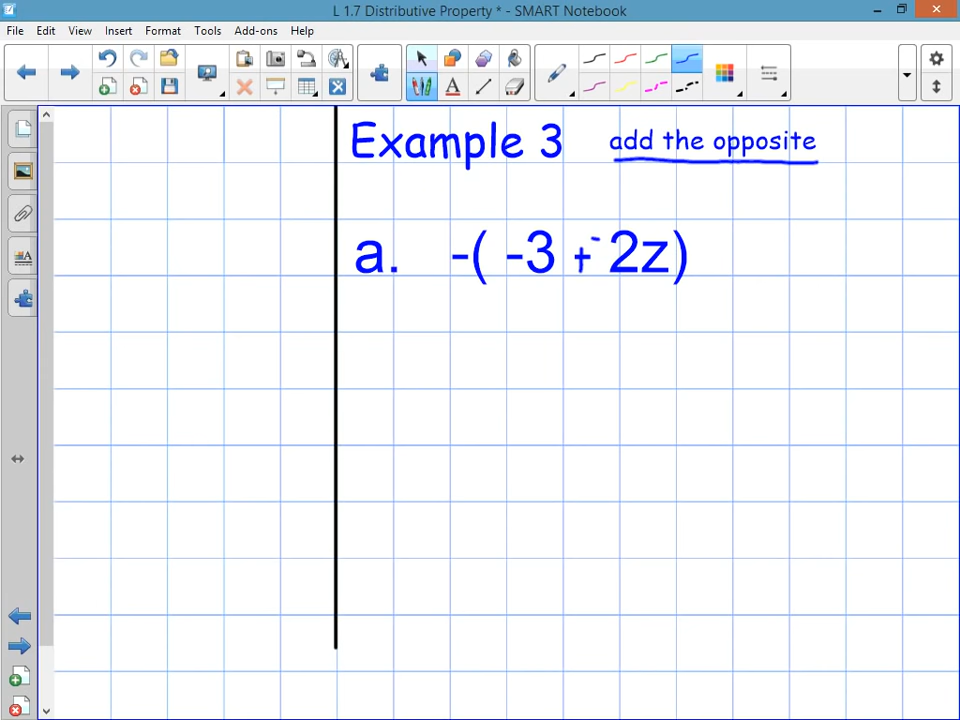 L 1.7 Distributive Property * - SMART Notebook
File Edit View Insert Format Tools Add-ons Help
Example 3 add the opposite
a. -( -3 + -2z)